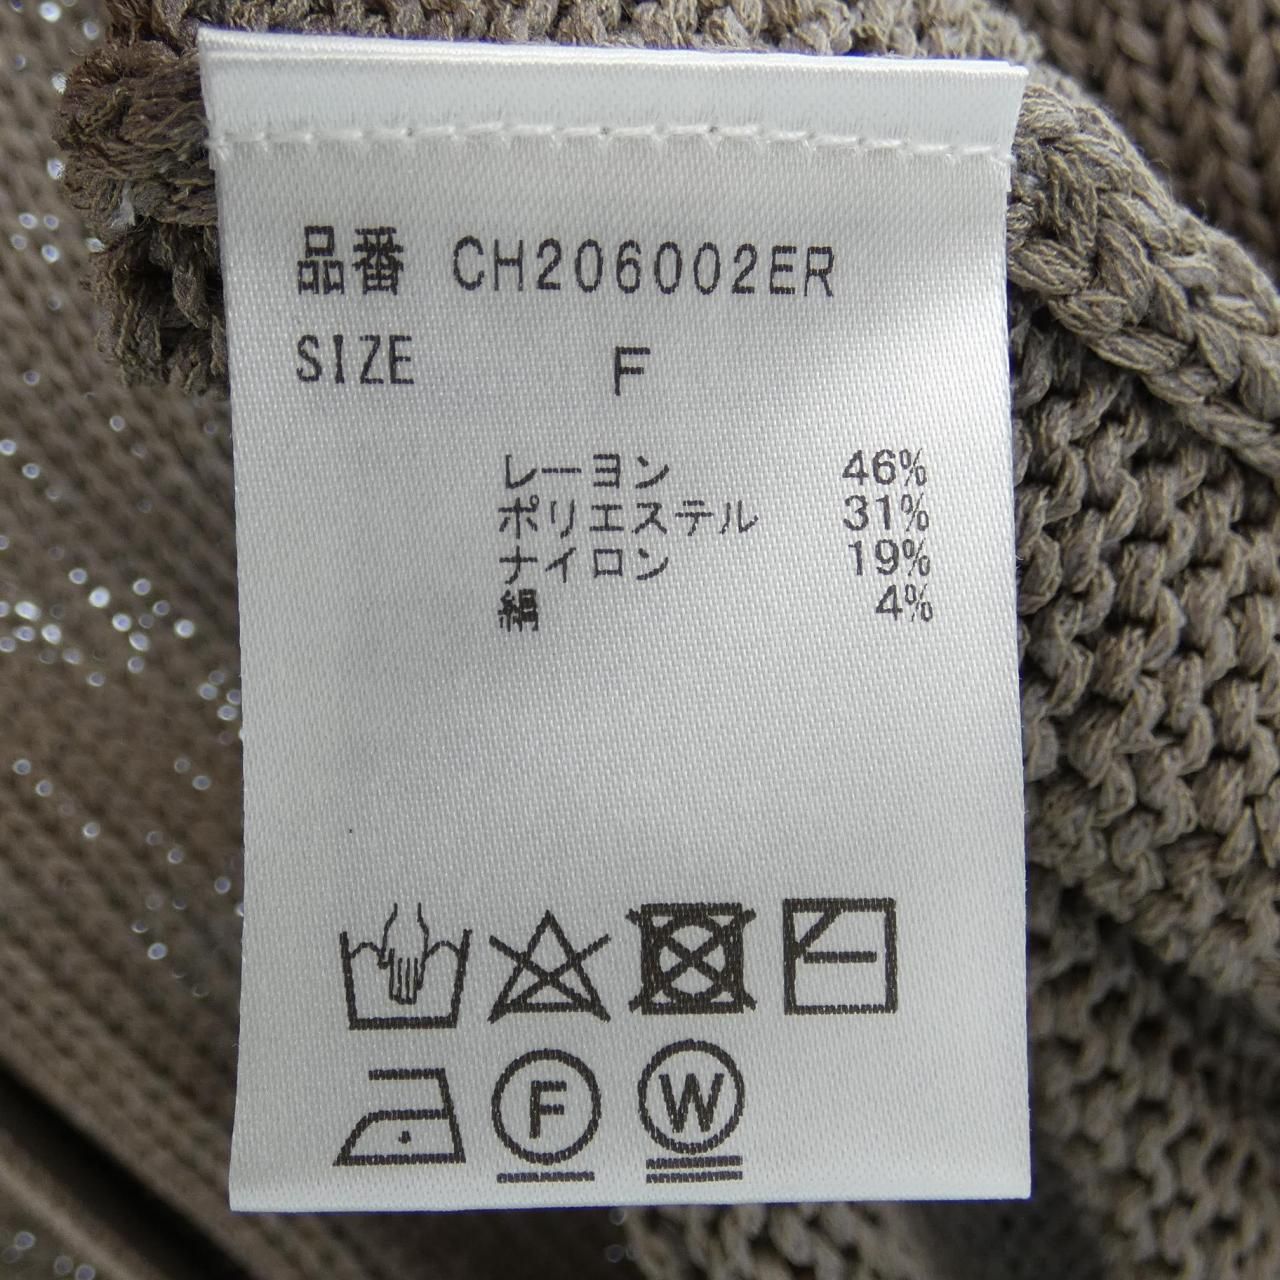 品番 CH206002ER
SIZE F
レーヨン 46%
ポリエステル 31%
ナイロン 19%
絹 4%
F W